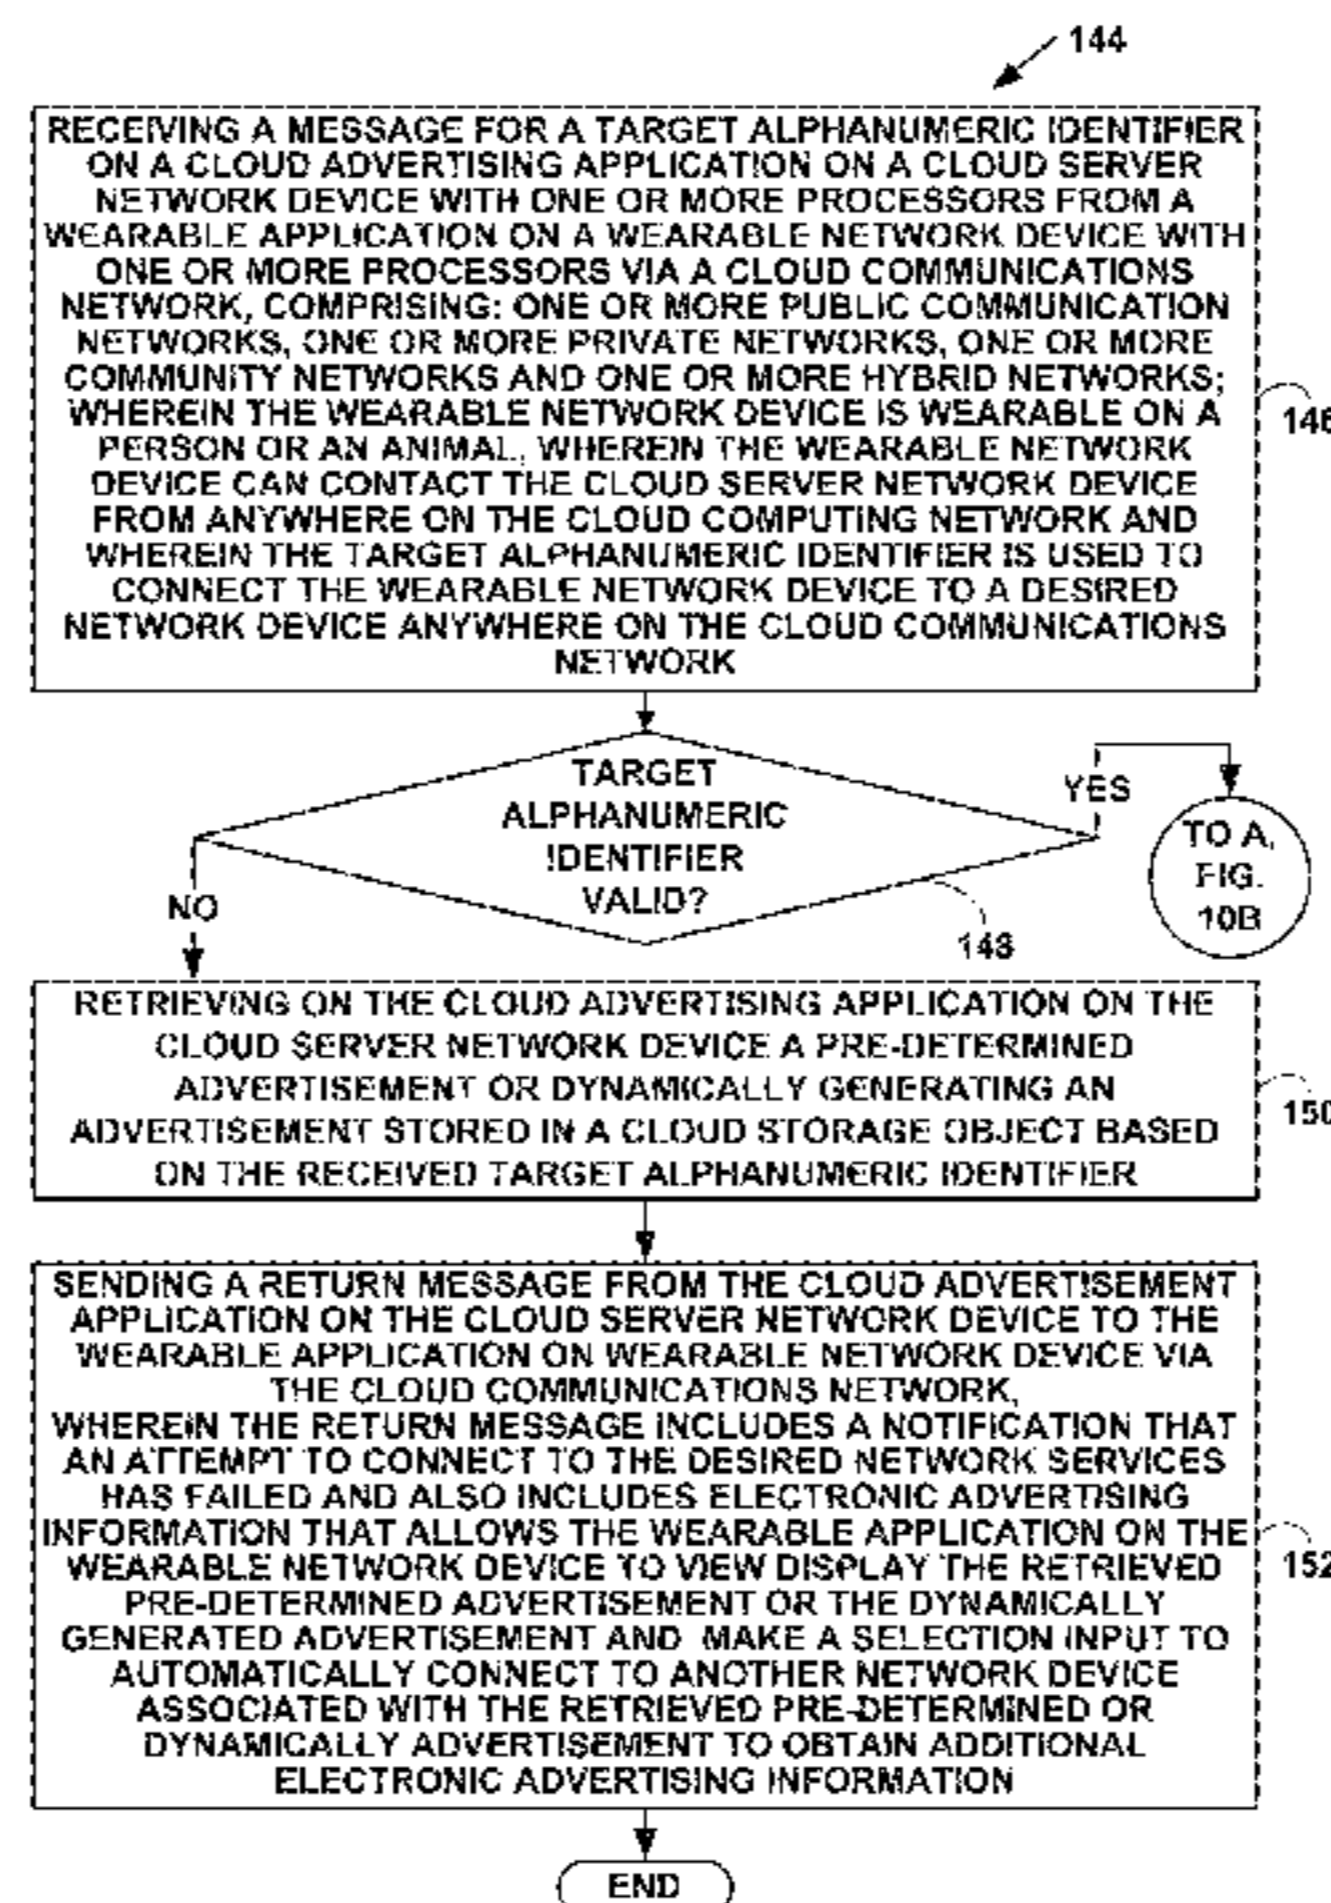 144
RECEIVING A MESSAGE FOR A TARGET ALPHANUMERIC IDENTIFIER
ON A CLOUD ADVERTISING APPLICATION ON A CLOUD SERVER
NETWORK DEVICE WITH ONE OR MORE PROCESSORS FROM A
WEARABLE APPLICATION ON A WEARABLE NETWORK DEVICE WITH
ONE OR MORE PROCESSORS VIA A CLOUD COMMUNICATIONS
NETWORK, COMPRISING: ONE OR MORE PUBLIC COMMUNICATION
NETWORKS, ONE OR MORE PRIVATE NETWORKS, ONE OR MORE
COMMUNITY NETWORKS AND ONE OR MORE HYBRID NETWORKS;
WHEREIN THE WEARABLE NETWORK DEVICE IS WEARABLE ON A
PERSON OR AN ANIMAL, WHEREIN THE WEARABLE NETWORK
DEVICE CAN CONTACT THE CLOUD SERVER NETWORK DEVICE
FROM ANYWHERE ON THE CLOUD COMPUTING NETWORK AND
WHEREIN THE TARGET ALPHANUMERIC IDENTIFIER IS USED TO
CONNECT THE WEARABLE NETWORK DEVICE TO A DESIRED
NETWORK DEVICE ANYWHERE ON THE CLOUD COMMUNICATIONS
NETWORK
146
TARGET
ALPHANUMERIC
IDENTIFIER
VALID?
YES
TO A,
FIG.
10B
NO
148
RETRIEVING ON THE CLOUD ADVERTISING APPLICATION ON THE
CLOUD SERVER NETWORK DEVICE A PRE-DETERMINED
ADVERTISEMENT OR DYNAMICALLY GENERATING AN
ADVERTISEMENT STORED IN A CLOUD STORAGE OBJECT BASED
ON THE RECEIVED TARGET ALPHANUMERIC IDENTIFIER
150
SENDING A RETURN MESSAGE FROM THE CLOUD ADVERTISEMENT
APPLICATION ON THE CLOUD SERVER NETWORK DEVICE TO THE
WEARABLE APPLICATION ON WEARABLE NETWORK DEVICE VIA
THE CLOUD COMMUNICATIONS NETWORK,
WHEREIN THE RETURN MESSAGE INCLUDES A NOTIFICATION THAT
AN ATTEMPT TO CONNECT TO THE DESIRED NETWORK SERVICES
HAS FAILED AND ALSO INCLUDES ELECTRONIC ADVERTISING
INFORMATION THAT ALLOWS THE WEARABLE APPLICATION ON THE
WEARABLE NETWORK DEVICE TO VIEW DISPLAY THE RETRIEVED
PRE-DETERMINED ADVERTISEMENT OR THE DYNAMICALLY
GENERATED ADVERTISEMENT AND MAKE A SELECTION INPUT TO
AUTOMATICALLY CONNECT TO ANOTHER NETWORK DEVICE
ASSOCIATED WITH THE RETRIEVED PRE-DETERMINED OR
DYNAMICALLY ADVERTISEMENT TO OBTAIN ADDITIONAL
ELECTRONIC ADVERTISING INFORMATION
152
END